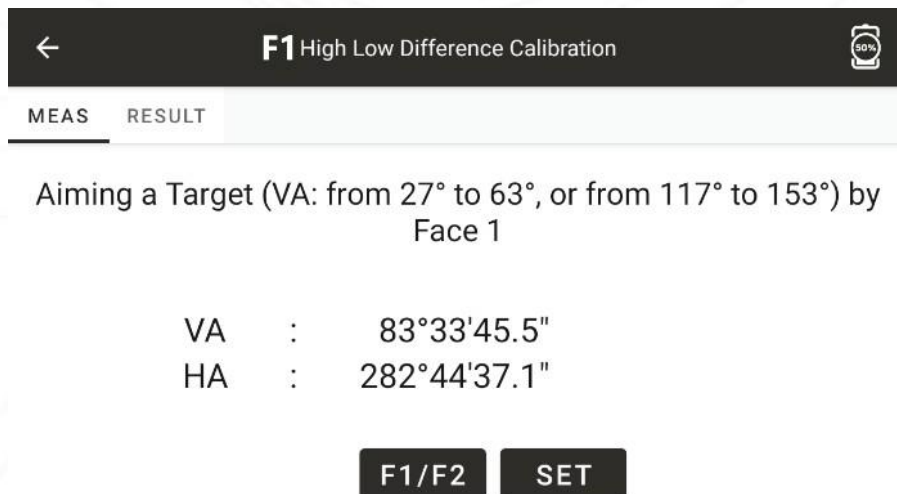 F1 High Low Difference Calibration
50%
MEAS RESULT
Aiming a Target (VA: from 27° to 63°, or from 117° to 153°) by
Face 1
VA : 83°33'45.5"
HA : 282°44'37.1"
F1/F2 SET